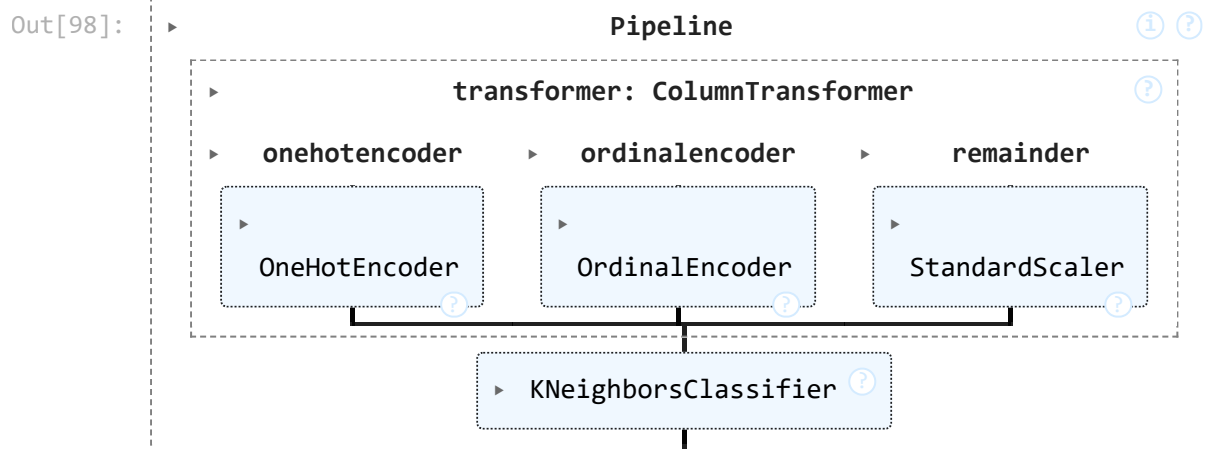 Out[98]:
▸ Pipeline i ?
▸ transformer: ColumnTransformer ?
▸ onehotencoder ▸ ordinalencoder ▸ remainder
▸ ▸ ▸
OneHotEncoder OrdinalEncoder StandardScaler
? ? ?
▸ KNeighborsClassifier ?